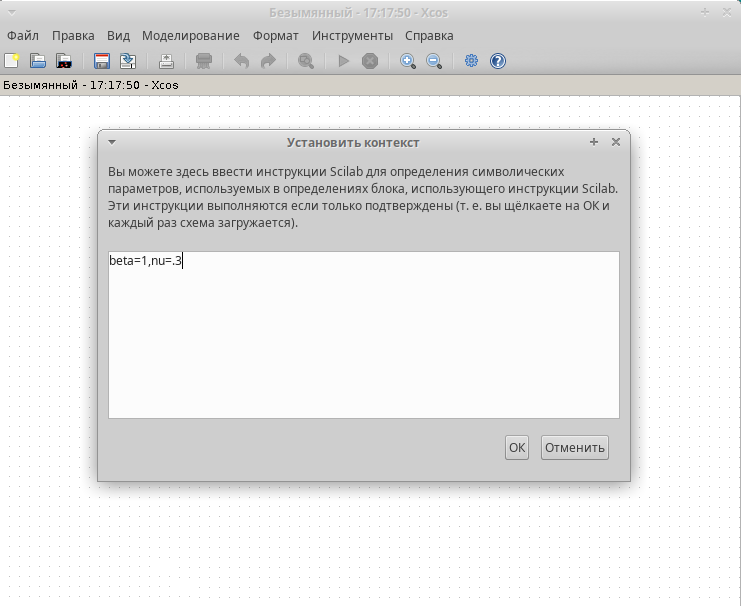 Безымянный - 17:17:50 - Xcos
Файл Правка Вид Моделирование Формат Инструменты Справка
Безымянный - 17:17:50 - Xcos
Установить контекст
Вы можете здесь ввести инструкции Scilab для определения символических
параметров, используемых в определениях блока, использующего инструкции Scilab.
Эти инструкции выполняются если только подтверждены (т. е. вы щёлкаете на ОК и
каждый раз схема загружается).
beta=1,nu=.3
ОК Отменить